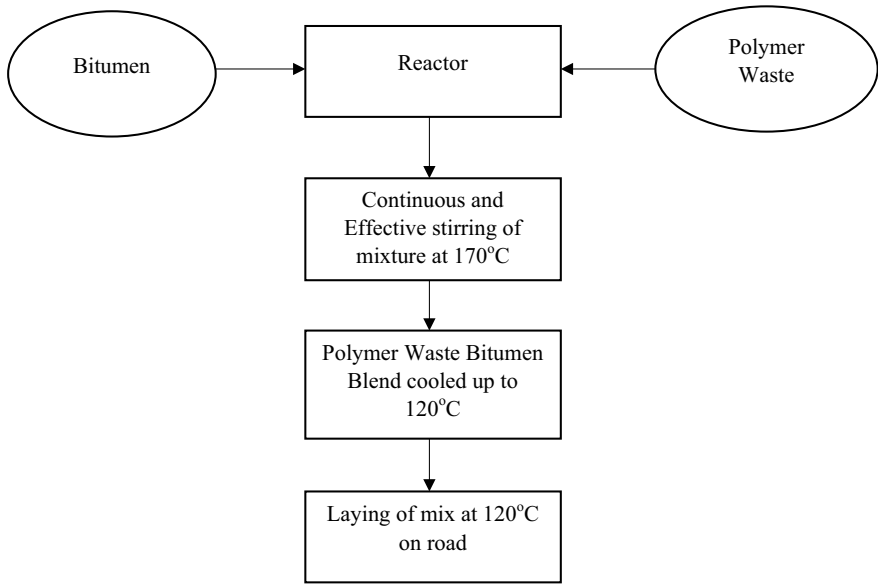 Bitumen
Reactor
Polymer
Waste
Continuous and
Effective stirring of
mixture at 170°C
Polymer Waste Bitumen
Blend cooled up to
120°C
Laying of mix at 120°C
on road